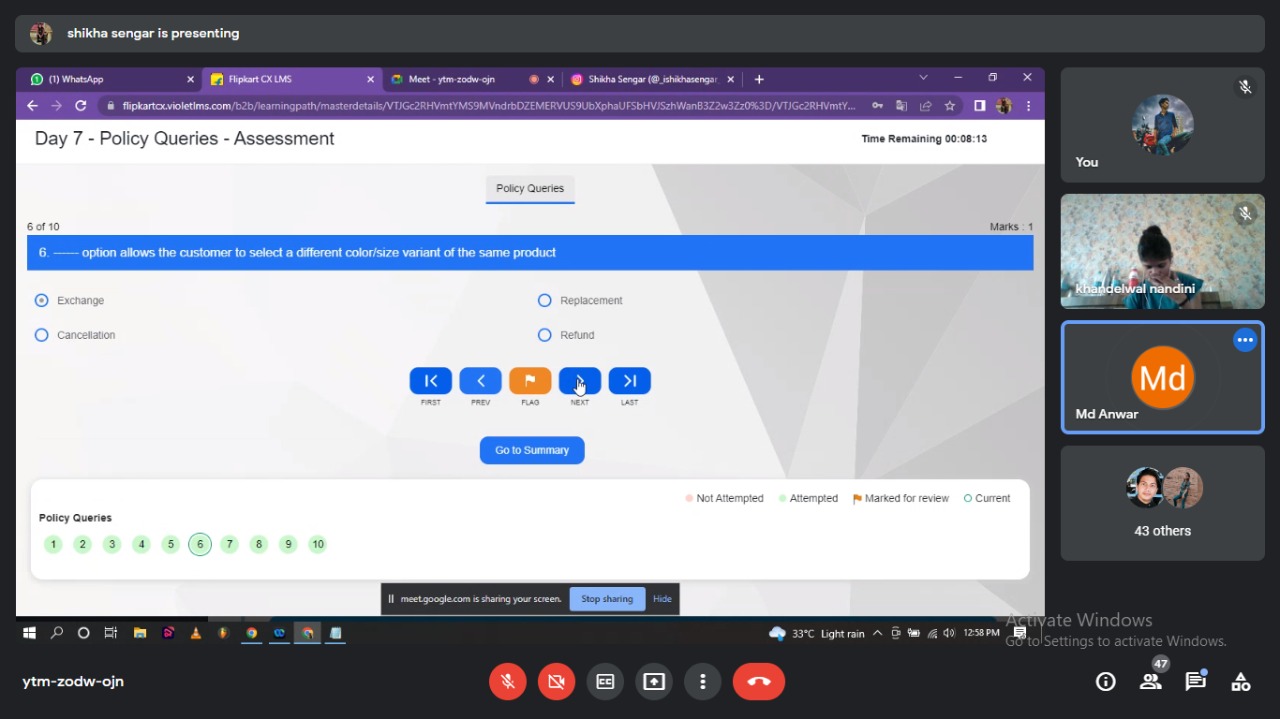 shikha sengar is presenting
(1) WhatsApp
Flipkart CX LMS
Meet - ytm-zodw-ojn
Shikha Sengar (@_ishikhasengar
flipkartcx.violetlms.com/b2b/learningpath/masterdetails/
Day 7 - Policy Queries - Assessment
Time Remaining 00:08:13
Policy Queries
6 of 10
Marks : 1
6. ------ option allows the customer to select a different color/size variant of the same product
Exchange
Replacement
Cancellation
Refund
FIRST
PREV
FLAG
NEXT
LAST
Go to Summary
Not Attempted
Attempted
Marked for review
Current
Policy Queries
1 2 3 4 5 6 7 8 9 10
meet.google.com is sharing your screen.
Stop sharing
Hide
33°C Light rain
12:58 PM
You
khandelwal nandini
Md
Md Anwar
43 others
Activate Windows
Go to Settings to activate Windows.
ytm-zodw-ojn
CC
47